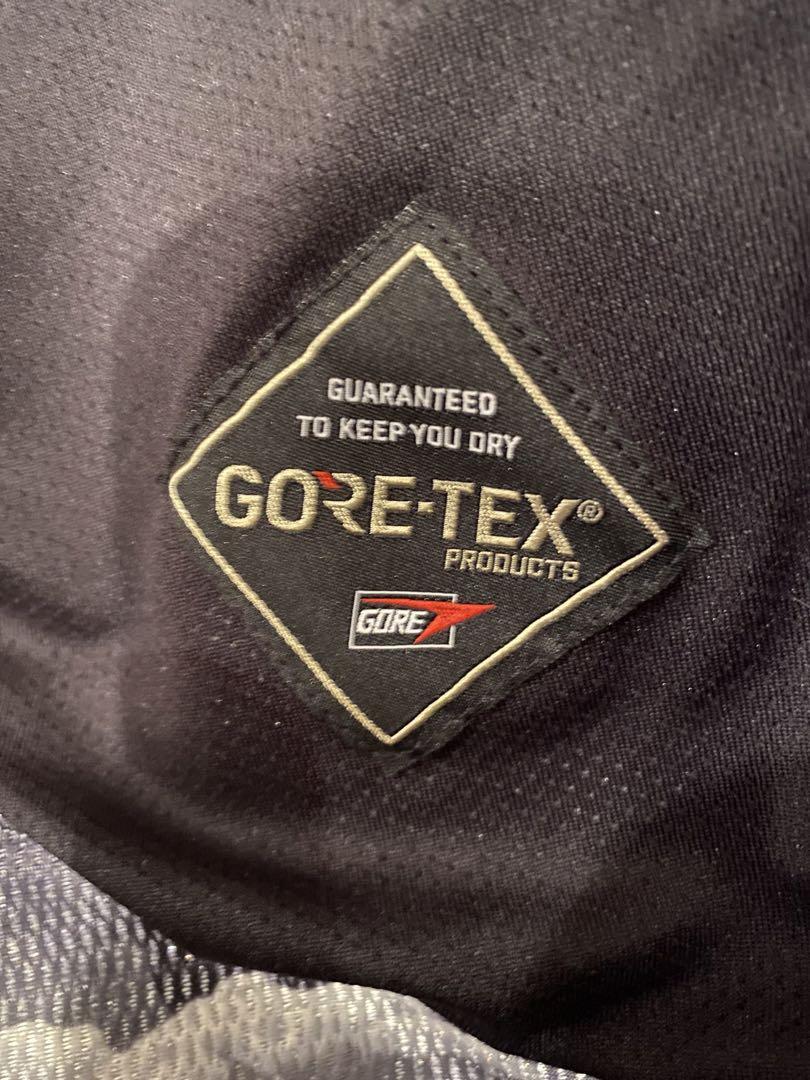 GUARANTEED
TO KEEP YOU DRY
GORE-TEX®
PRODUCTS
GORE